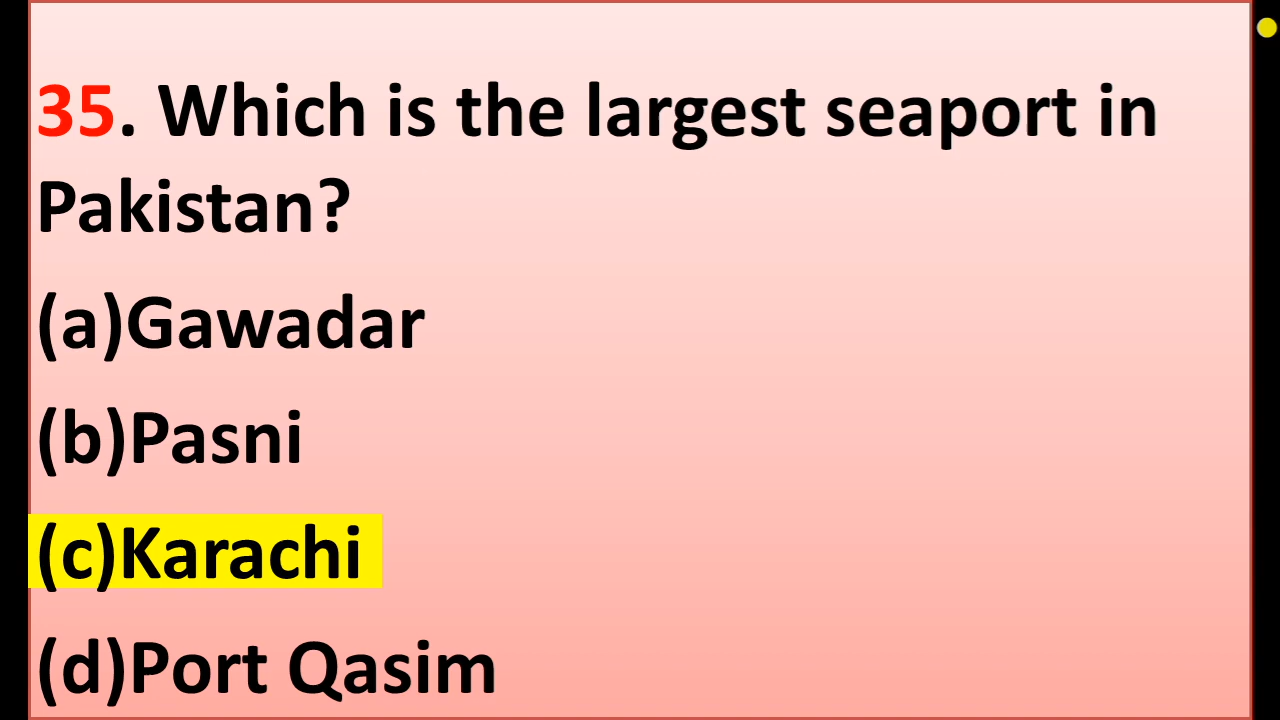 35. Which is the largest seaport in
Pakistan?
(a)Gawadar
(b)Pasni
(c)Karachi
(d)Port Qasim